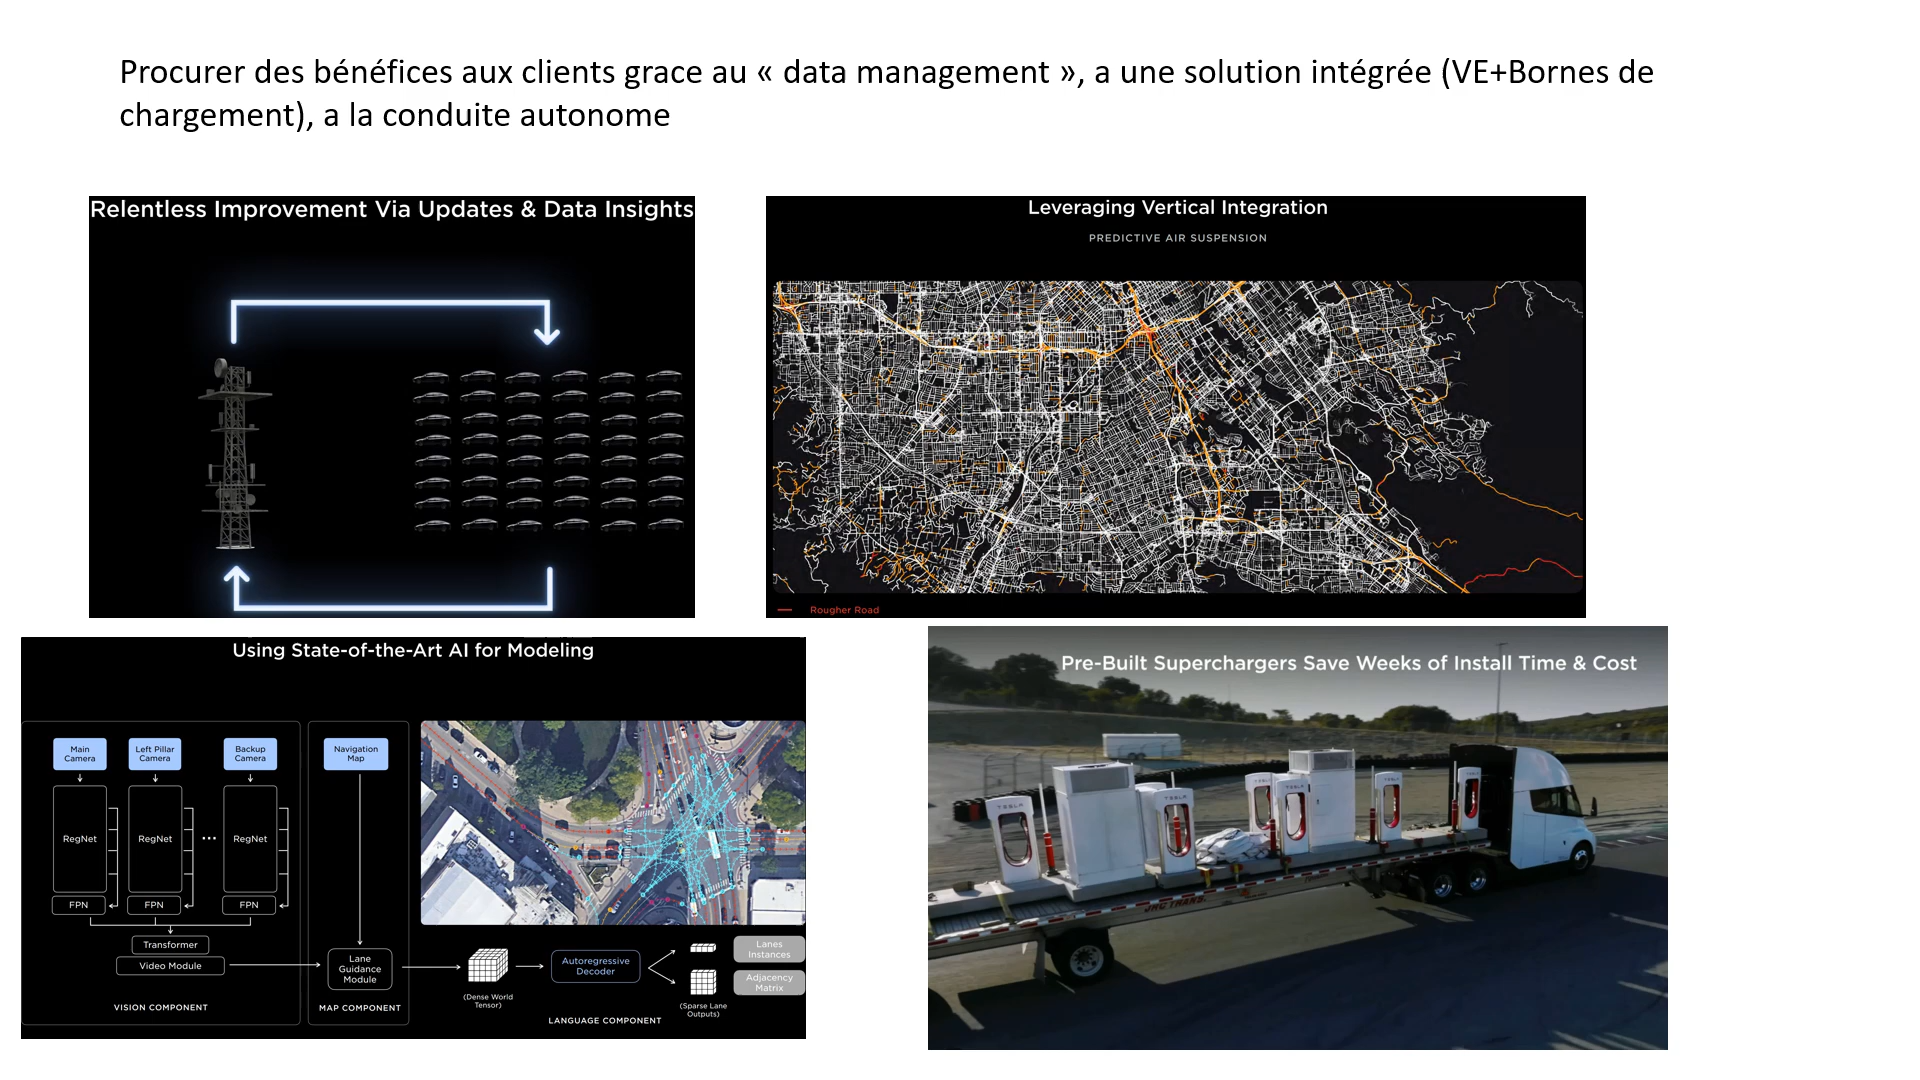 Procurer des bénéfices aux clients grace au « data management », a une solution intégrée (VE+Bornes de
chargement), a la conduite autonome
Relentless Improvement Via Updates & Data Insights
Leveraging Vertical Integration
PREDICTIVE AIR SUSPENSION
Rougher Road
Using State-of-the-Art AI for Modeling
Main
Camera
Left Pillar
Camera
Backup
Camera
Navigation
Map
RegNet
RegNet
...
RegNet
FPN
FPN
FPN
Transformer
Video Module
VISION COMPONENT
Lane
Guidance
Module
MAP COMPONENT
(Dense World
Tensor)
Autoregressive
Decoder
(Sparse Lane
Outputs)
Lanes
Instances
Adjacency
Matrix
LANGUAGE COMPONENT
Pre-Built Superchargers Save Weeks of Install Time & Cost
TESLA
TESLA
TESLA